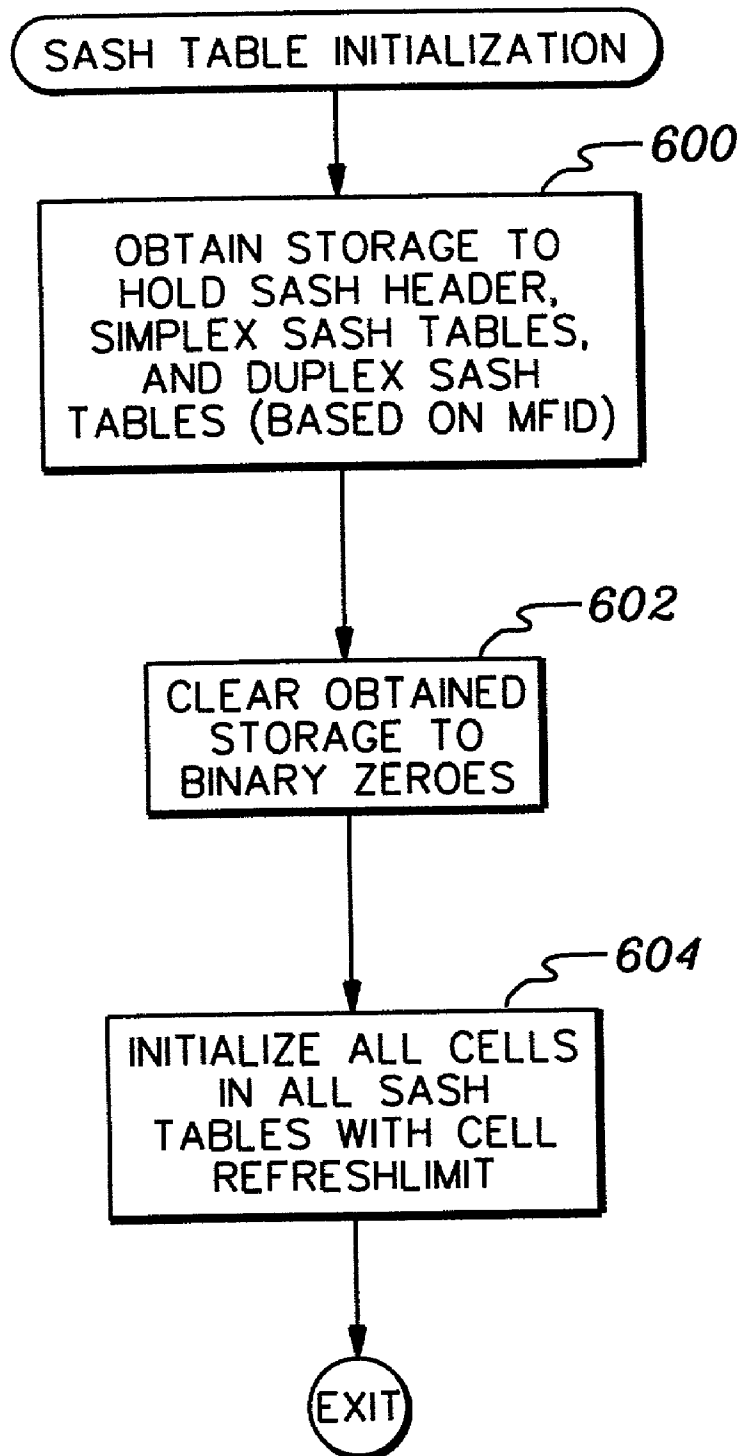 SASH TABLE INITIALIZATION
600
OBTAIN STORAGE TO
HOLD SASH HEADER,
SIMPLEX SASH TABLES,
AND DUPLEX SASH
TABLES (BASED ON MFID)
602
CLEAR OBTAINED
STORAGE TO
BINARY ZEROES
604
INITIALIZE ALL CELLS
IN ALL SASH
TABLES WITH CELL
REFRESHLIMIT
EXIT